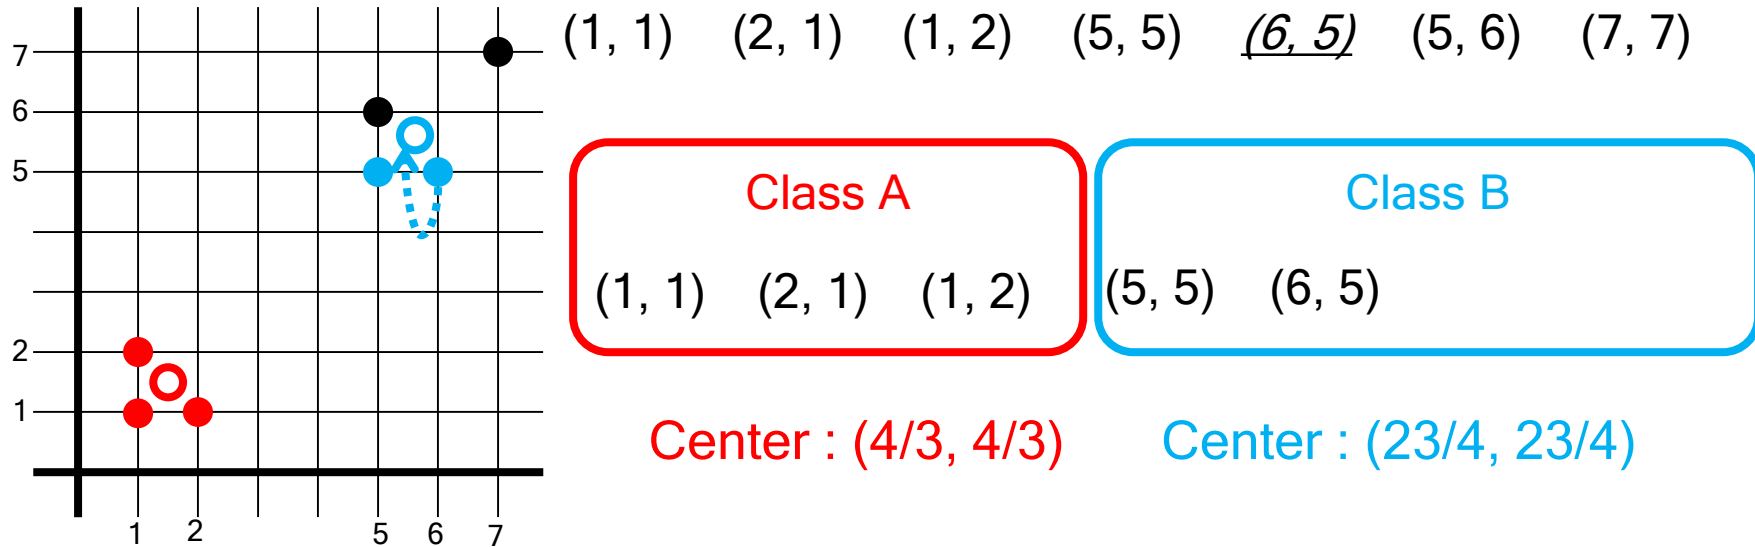 (1, 1) (2, 1) (1, 2) (5, 5) (6, 5) (5, 6) (7, 7)
7
6
5
2
1
1 2 5 6 7
Class A
(1, 1) (2, 1) (1, 2)
Center : (4/3, 4/3)
Class B
(5, 5) (6, 5)
Center : (23/4, 23/4)